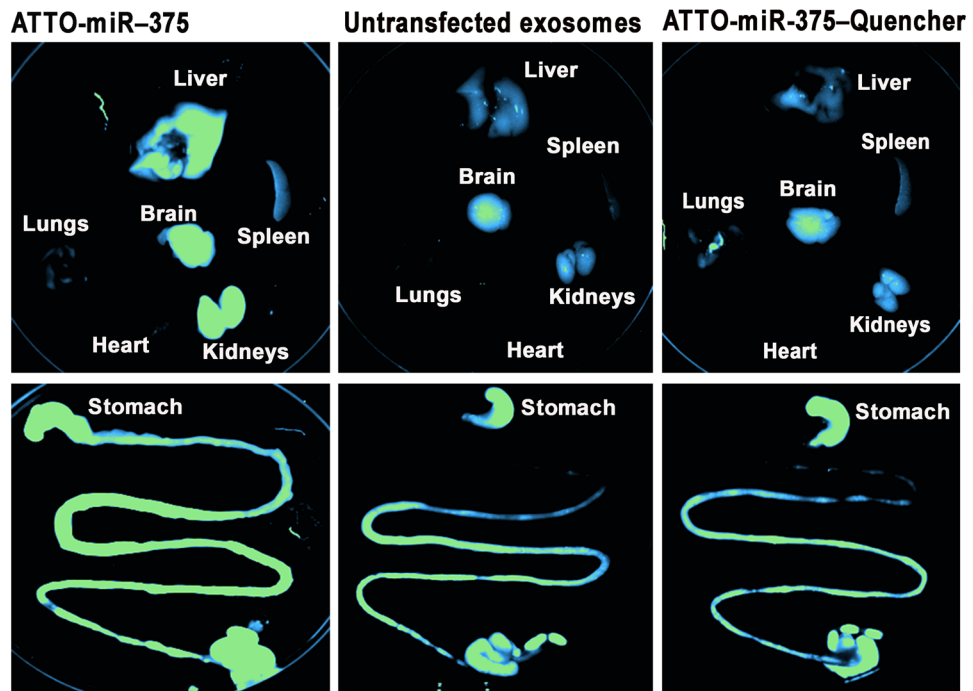 ATTO-miR–375
Untransfected exosomes
ATTO-miR-375–Quencher
Liver
Lungs
Brain
Spleen
Heart
Kidneys
Liver
Spleen
Brain
Lungs
Kidneys
Heart
Liver
Spleen
Lungs
Brain
Kidneys
Heart
Stomach
Stomach
Stomach